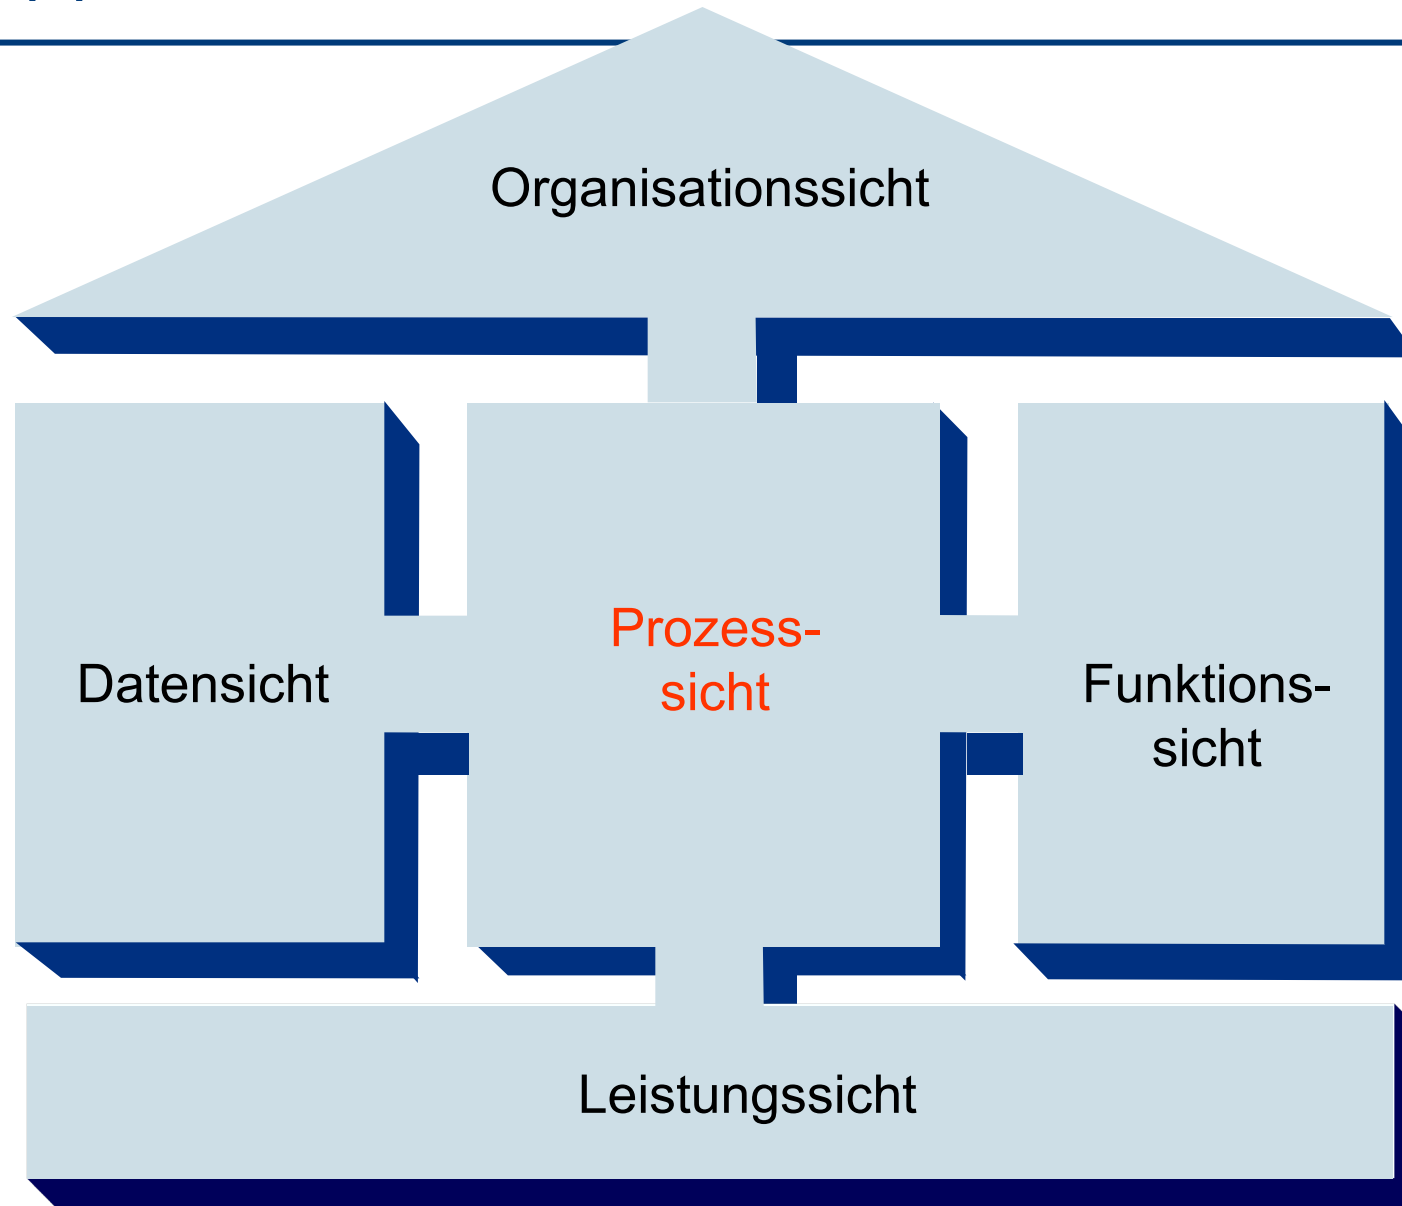 Organisationssicht
Datensicht
Prozess-
sicht
Funktions-
sicht
Leistungssicht